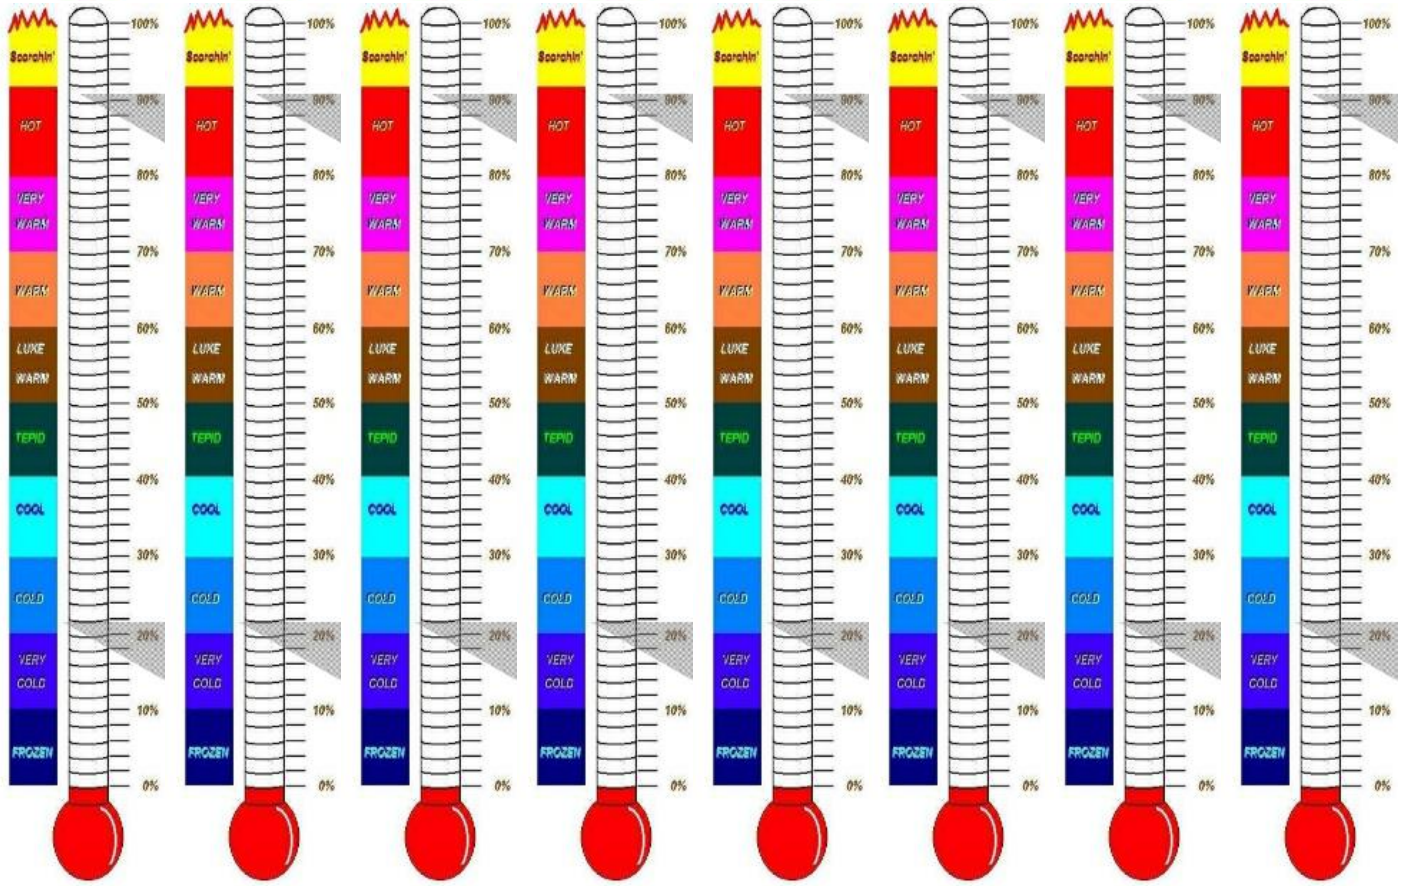 100% 100% 100% 100% 100% 100% 100% 100%
Scorchin' Scorchin' Scorchin' Scorchin' Scorchin' Scorchin' Scorchin' Scorchin'
90% 90% 90% 90% 90% 90% 90% 90%
HOT HOT HOT HOT HOT HOT HOT HOT
80% 80% 80% 80% 80% 80% 80% 80%
VERY VERY VERY VERY VERY VERY VERY VERY
WARM WARM WARM WARM WARM WARM WARM WARM
70% 70% 70% 70% 70% 70% 70% 70%
WARM WARM WARM WARM WARM WARM WARM WARM
60% 60% 60% 60% 60% 60% 60% 60%
LUKE LUKE LUKE LUKE LUKE LUKE LUKE LUKE
WARM WARM WARM WARM WARM WARM WARM WARM
50% 50% 50% 50% 50% 50% 50% 50%
TEPID TEPID TEPID TEPID TEPID TEPID TEPID TEPID
40% 40% 40% 40% 40% 40% 40% 40%
COOL COOL COOL COOL COOL COOL COOL COOL
30% 30% 30% 30% 30% 30% 30% 30%
COLD COLD COLD COLD COLD COLD COLD COLD
20% 20% 20% 20% 20% 20% 20% 20%
VERY VERY VERY VERY VERY VERY VERY VERY
COLD COLD COLD COLD COLD COLD COLD COLD
10% 10% 10% 10% 10% 10% 10% 10%
FROZEN FROZEN FROZEN FROZEN FROZEN FROZEN FROZEN FROZEN
0% 0% 0% 0% 0% 0% 0% 0%